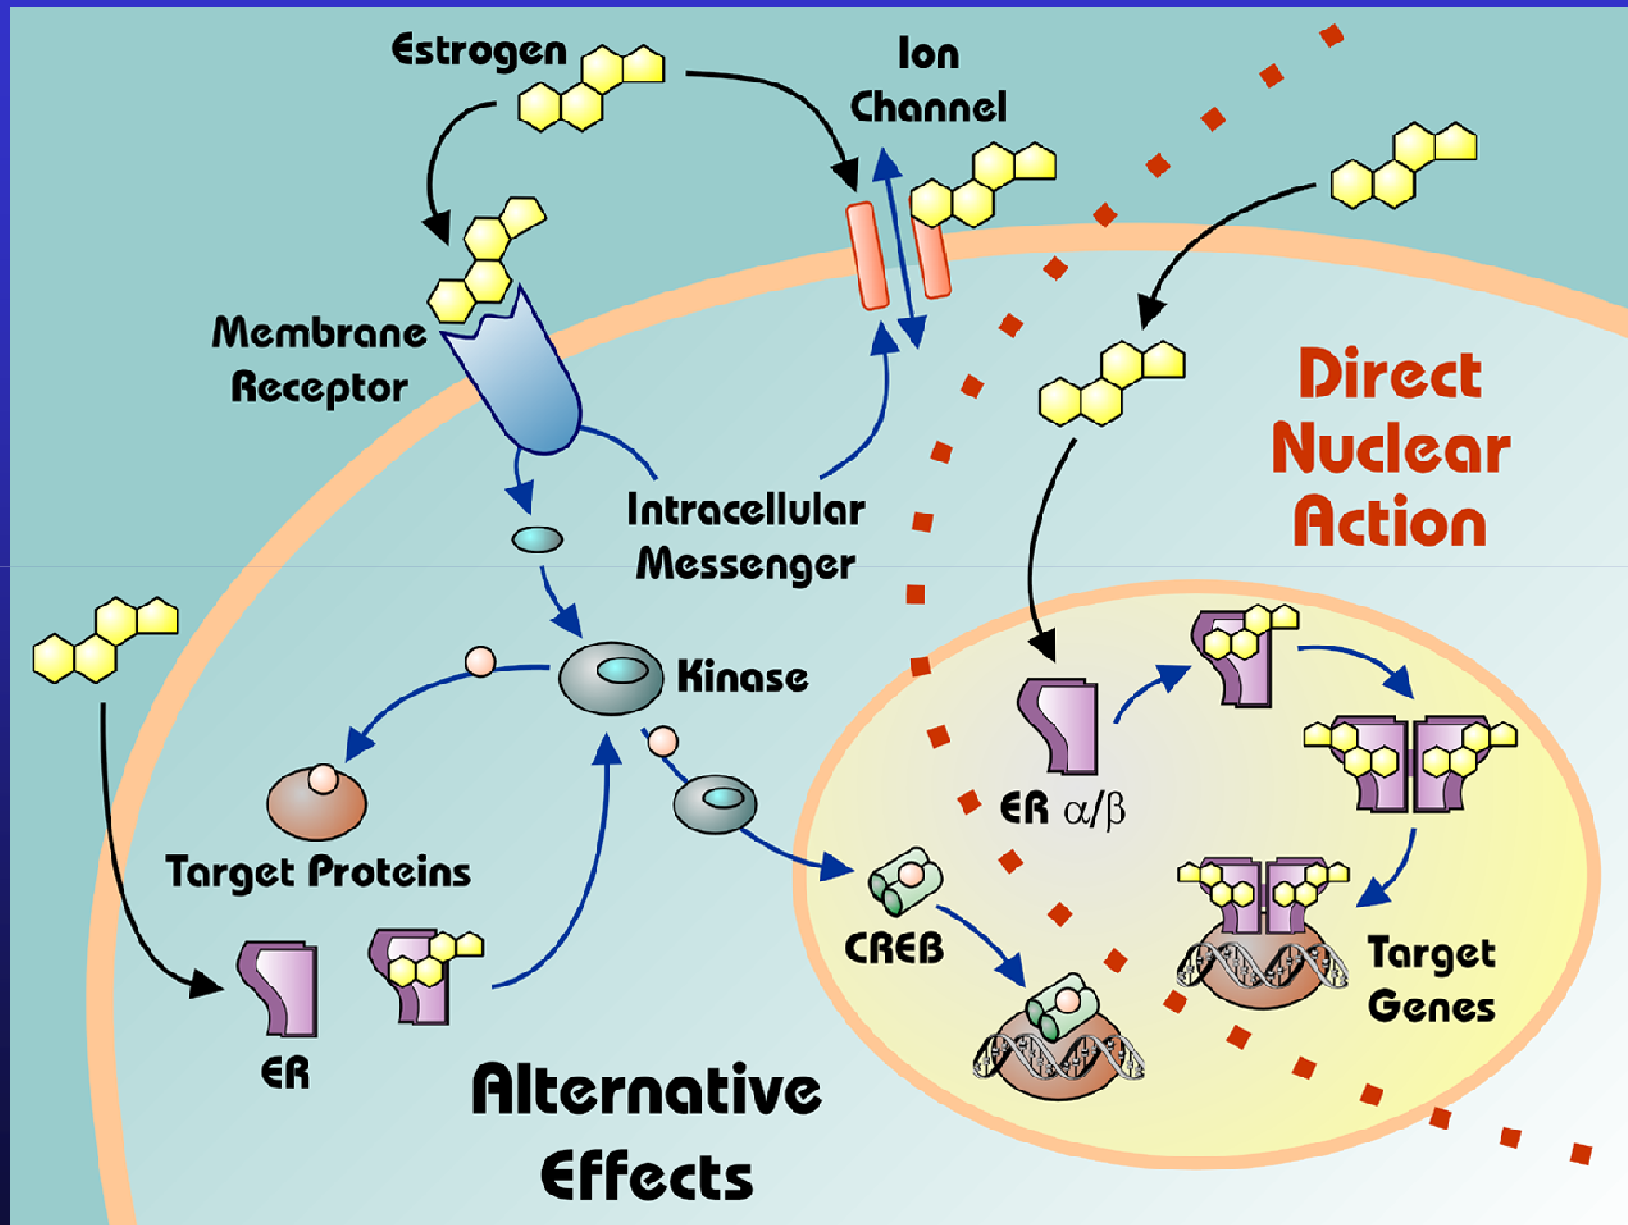 Estrogen
Ion
Channel
Membrane
Receptor
Direct
Nuclear
Action
Intracellular
Messenger
Kinase
ER α/β
Target Proteins
CREB
Target
Genes
ER
Alternative
Effects